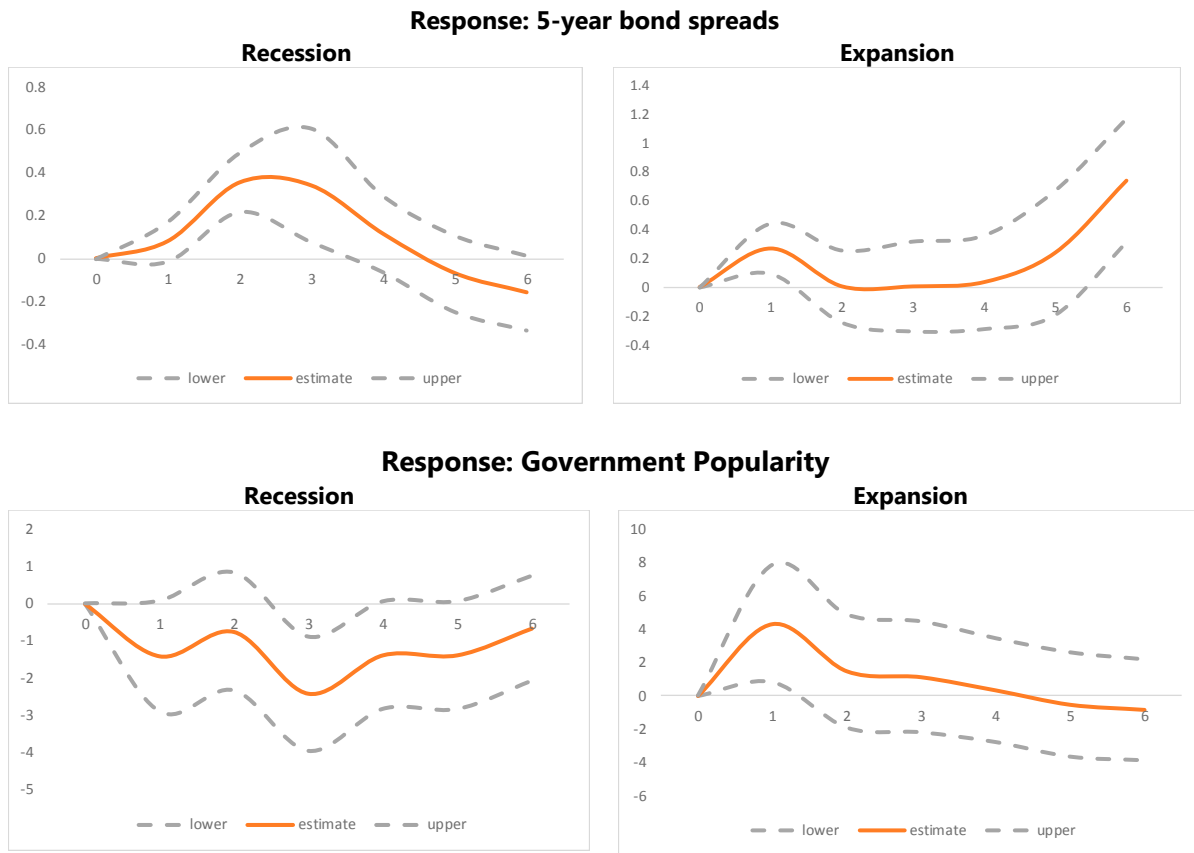 Response: 5-year bond spreads
Recession
Expansion
0.8
0.6
0.4
0.2
0
-0.2
-0.4
0 1 2 3 4 5 6
lower estimate upper
1.4
1.2
1
0.8
0.6
0.4
0.2
0
-0.2
-0.4
0 1 2 3 4 5 6
lower estimate upper
Response: Government Popularity
Recession
Expansion
2
1
0
-1
-2
-3
-4
-5
0 1 2 3 4 5 6
lower estimate upper
10
8
6
4
2
0
-2
-4
-6
0 1 2 3 4 5 6
lower estimate upper